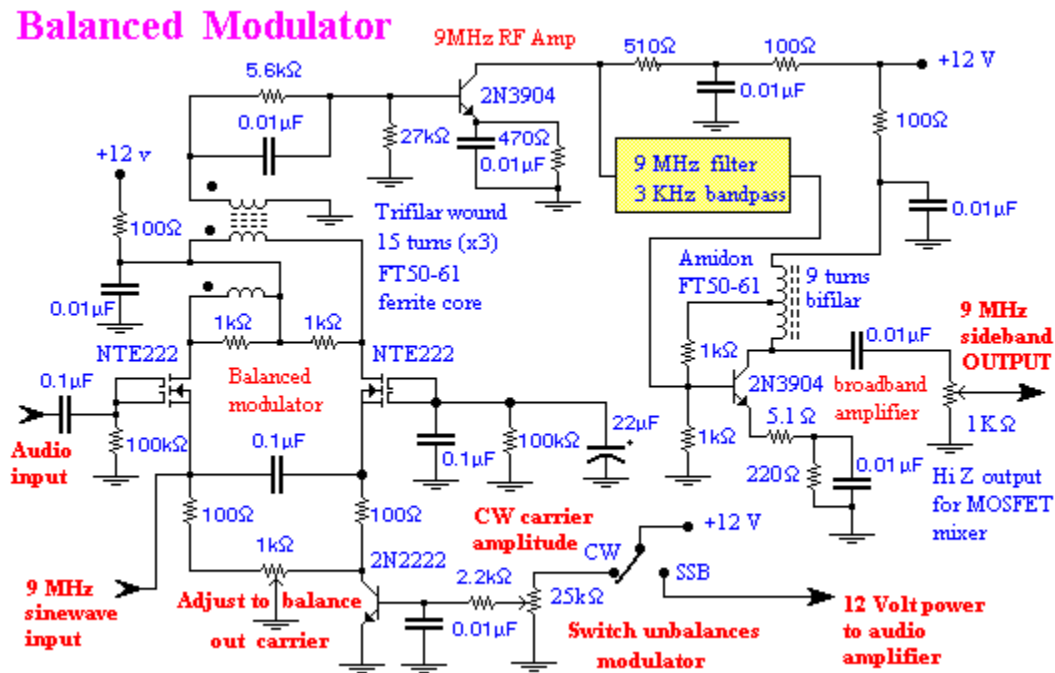 Balanced Modulator
9MHz RF Amp
510Ω
100Ω
+12 V
5.6kΩ
0.01µF
2N3904
0.01µF
27kΩ
470Ω
0.01µF
100Ω
+12 v
9 MHz filter
3 KHz bandpass
0.01µF
100Ω
Trifilar wound
15 turns (x3)
FT50-61
ferrite core
0.01µF
Amidon
FT50-61
9 turns
bifilar
1kΩ
1kΩ
0.01µF
9 MHz
sideband
OUTPUT
NTE222
NTE222
1kΩ
2N3904
0.1µF
Balanced
modulator
broadband
amplifier
22µF
+
5.1Ω
1KΩ
Audio
input
100kΩ
0.1µF
0.1µF
100kΩ
1kΩ
220Ω
0.01µF
Hi Z output
for MOSFET
mixer
100Ω
100Ω
CW carrier
amplitude
+12 V
1kΩ
2N2222
CW
SSB
2.2kΩ
25kΩ
9 MHz
sinewave
input
Adjust to balance
out carrier
0.01µF
Switch unbalances
modulator
12 Volt power
to audio
amplifier